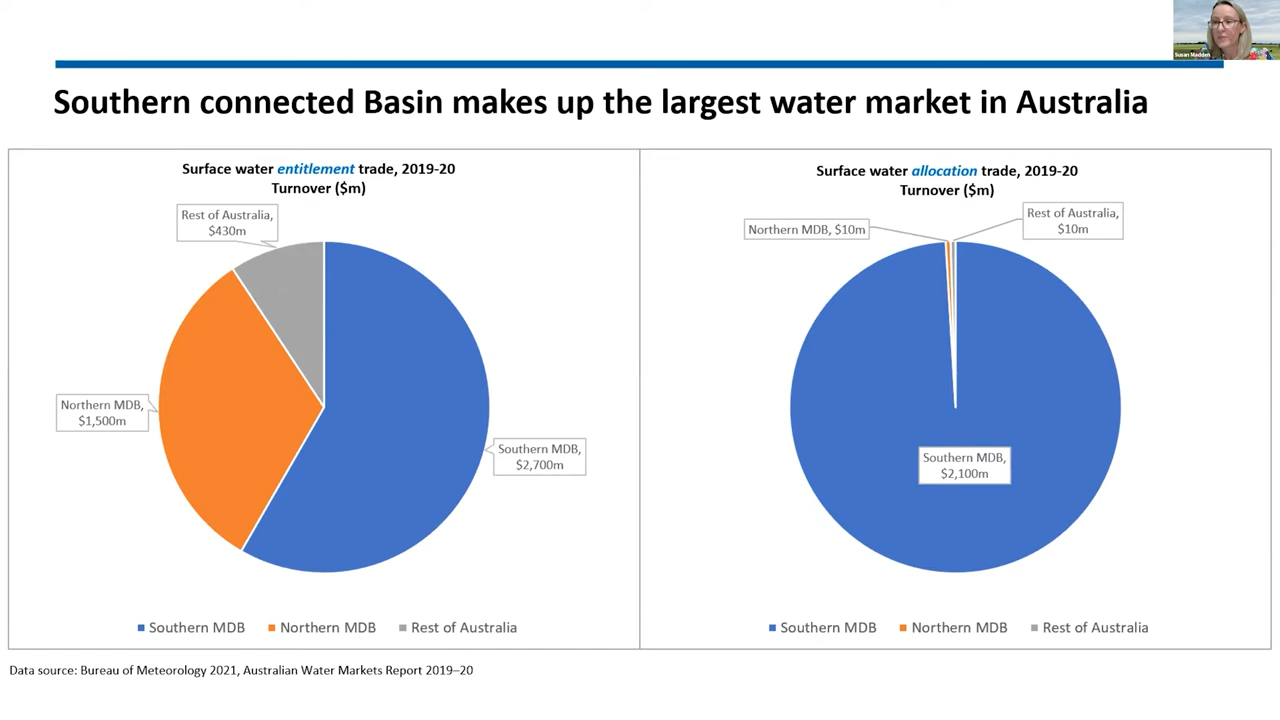 Susan Madden
Southern connected Basin makes up the largest water market in Australia
Surface water entitlement trade, 2019-20
Turnover ($m)
Rest of Australia,
$430m
Northern MDB,
$1,500m
Southern MDB,
$2,700m
Southern MDB
Northern MDB
Rest of Australia
Surface water allocation trade, 2019-20
Turnover ($m)
Northern MDB, $10m
Rest of Australia,
$10m
Southern MDB,
$2,100m
Southern MDB
Northern MDB
Rest of Australia
Data source: Bureau of Meteorology 2021, Australian Water Markets Report 2019–20